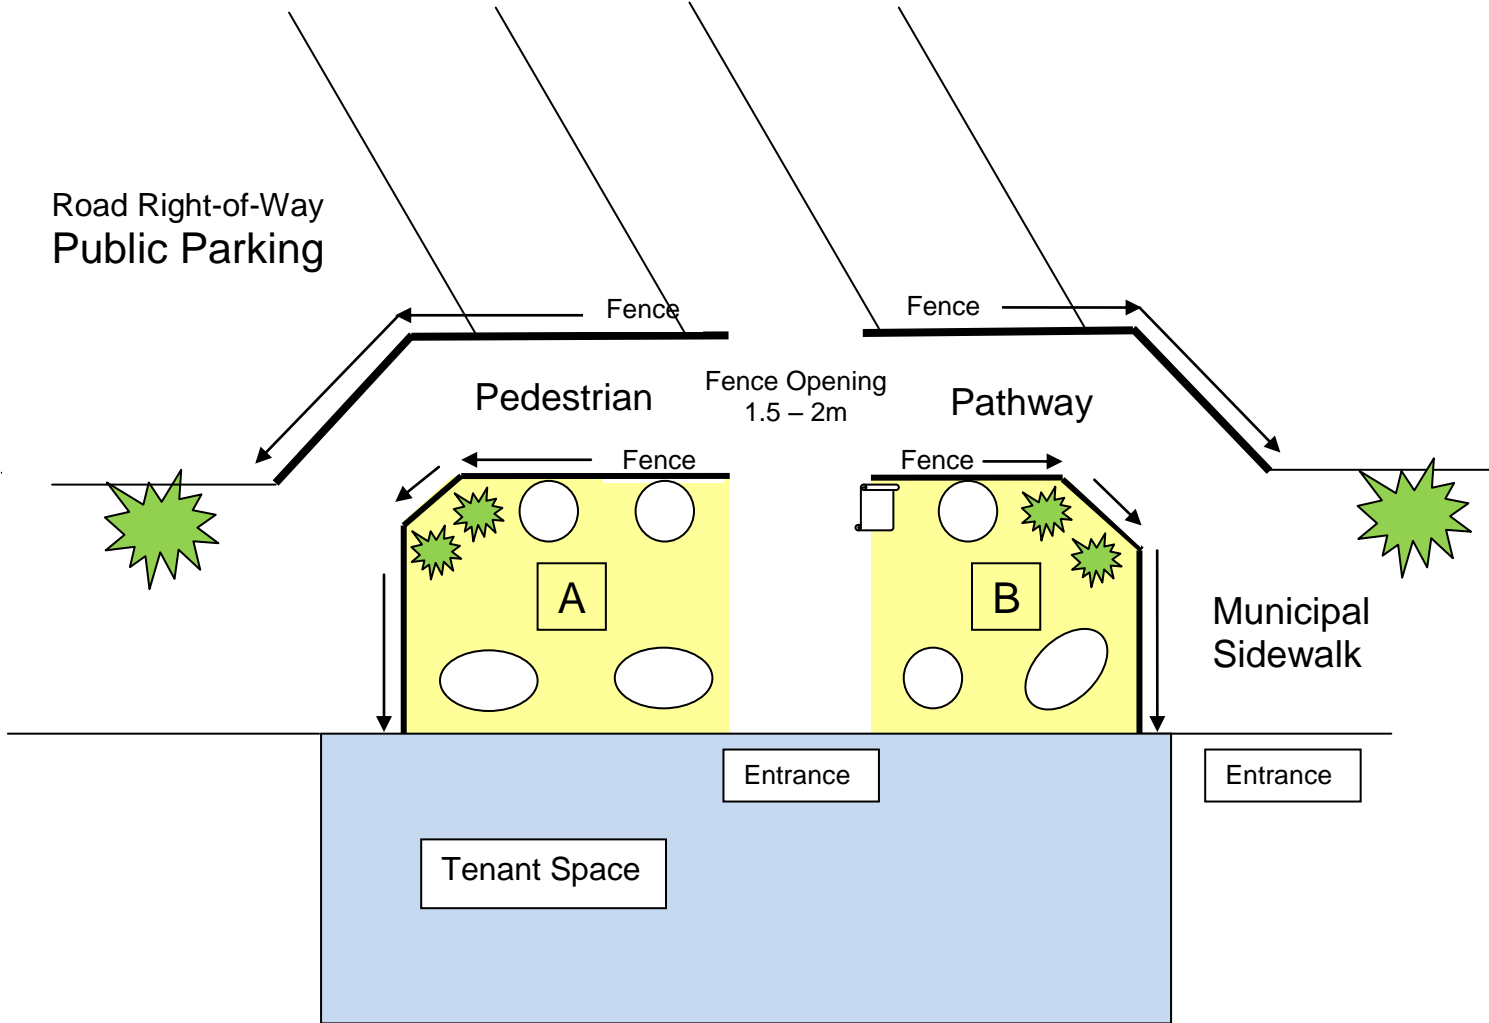 Road Right-of-Way
Public Parking
Fence
Fence
Pedestrian
Fence Opening
1.5 – 2m
Pathway
Fence
Fence
A
B
Municipal
Sidewalk
Entrance
Entrance
Tenant Space